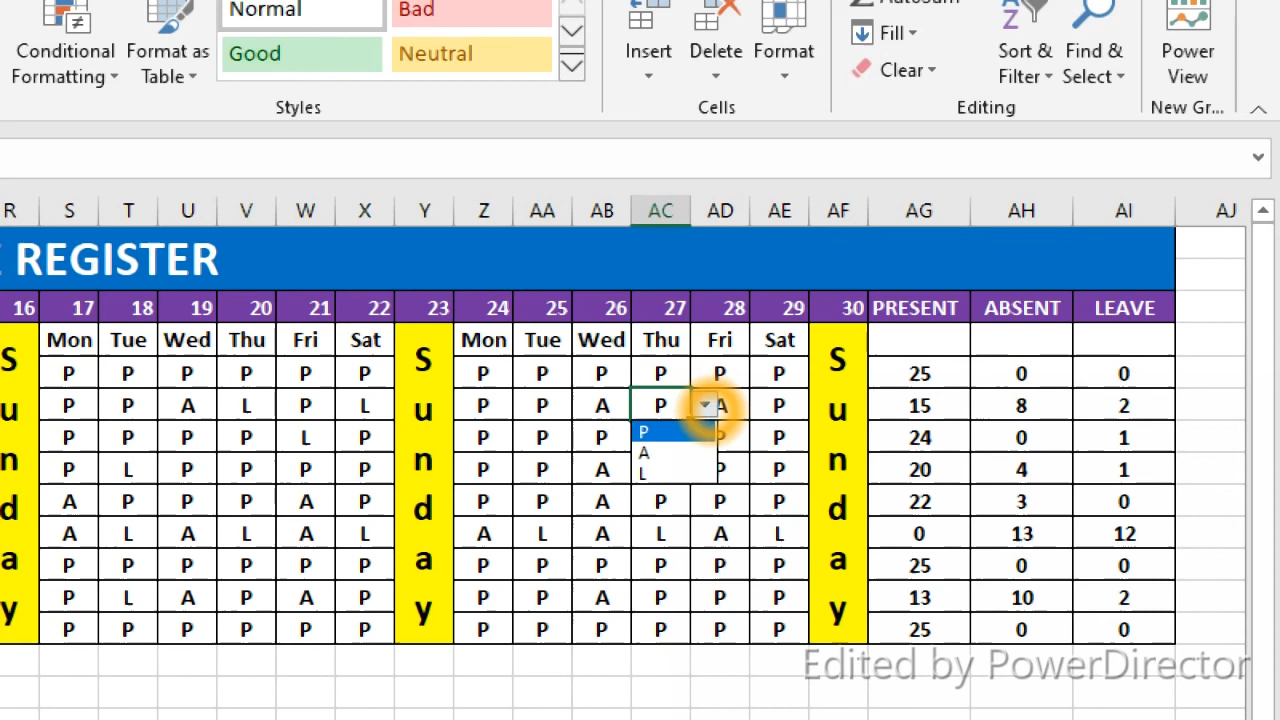 Normal Bad
Good Neutral
Conditional Formatting Format as Table
Insert Delete Format
AutoSum
Fill
Clear
Sort & Filter Find & Select
Power View
Styles Cells Editing New Gr...
R S T U V W X Y Z AA AB AC AD AE AF AG AH AI AJ
REGISTER
16 17 18 19 20 21 22 23 24 25 26 27 28 29 30 PRESENT ABSENT LEAVE
Sunday Mon Tue Wed Thu Fri Sat Sunday Mon Tue Wed Thu Fri Sat Sunday
P P P P P P P P P P P P 25 0 0
P P A L P L P P A P A P 15 8 2
P P P P L P P P P P P 24 0 1
P L P P P P P P A P P 20 4 1
A P P P A P P P A P P P 22 3 0
A L A L A L A L A L A L 0 13 12
P P P P P P P P P P P P 25 0 0
P L A P A P P P A P P P 13 10 2
P P P P P P P P P P P P 25 0 0
P
A
L
Edited by PowerDirector